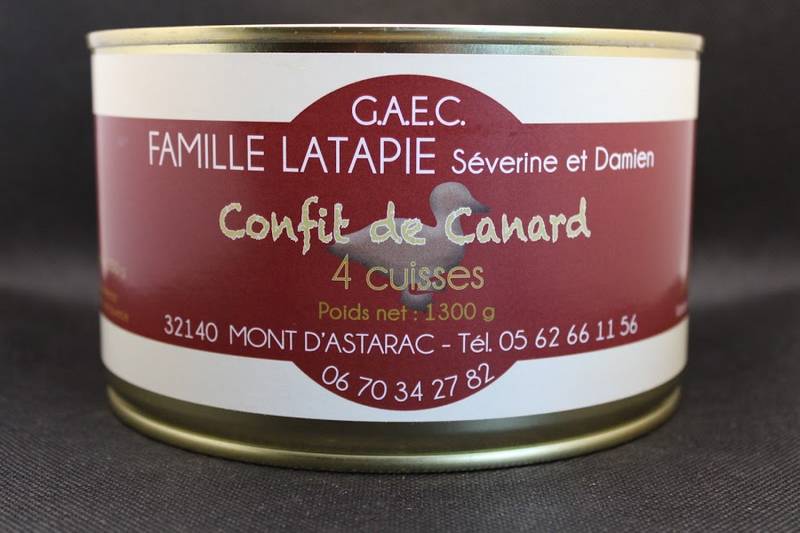 G.A.E.C.
FAMILLE LATAPIE Séverine et Damien
Confit de Canard
4 cuisses
Poids net : 1300 g
32140 MONT D'ASTARAC - Tél. 05 62 66 11 56
06 70 34 27 82